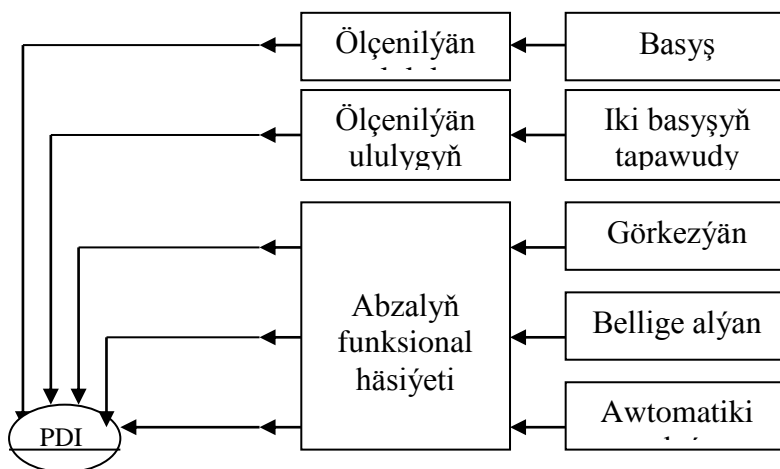 Ölçenilýän
Basyş
Ölçenilýän
ululygyň
Iki basyşyň
tapawudy
Görkezýän
Abzalyň
funksional
häsiýeti
Bellige alýan
Awtomatiki
PDI